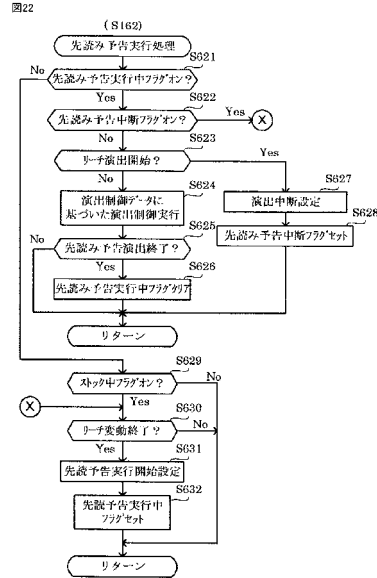 図22
(S162)
先読み予告実行処理
S621
No
先読み予告実行中フラグオン?
Yes
S622
先読み予告中断フラグオン?
Yes
X
No
S623
リーチ演出開始?
Yes
No
S624
S627
演出制御データに
基づいた演出制御実行
演出中断設定
S628
S625
先読み予告中断フラグセット
No
先読み予告演出終了?
Yes
S626
先読み予告実行中フラグクリア
リターン
S629
ストック中フラグオン?
No
X
Yes
S630
リーチ変動終了?
No
Yes
S631
先読予告実行開始設定
S632
先読予告実行中
フラグセット
リターン